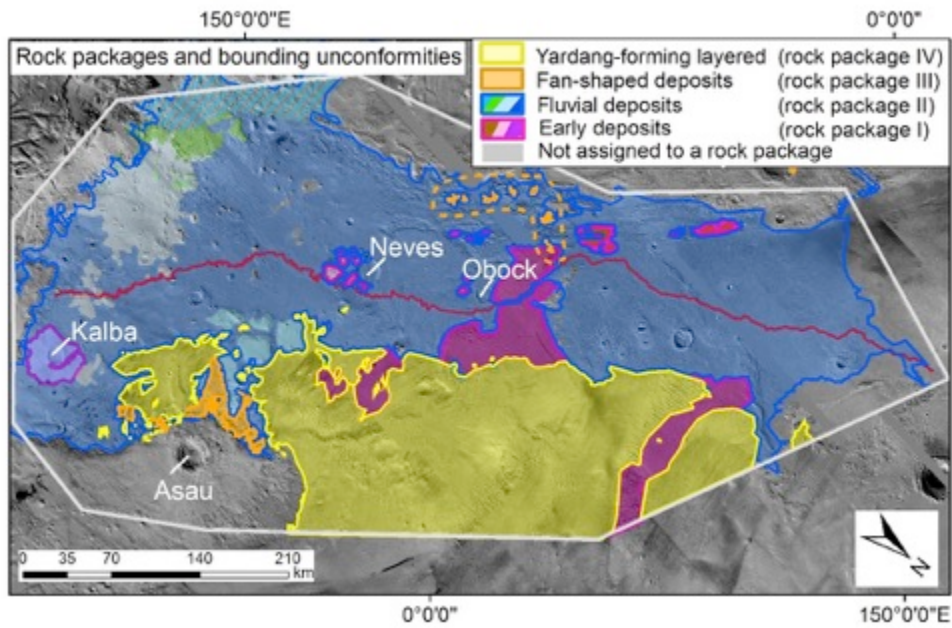 150°0'0"E
0°0'0"
Rock packages and bounding unconformities
Yardang-forming layered (rock package IV)
Fan-shaped deposits (rock package III)
Fluvial deposits (rock package II)
Early deposits (rock package I)
Not assigned to a rock package
Neves
Obock
Kalba
Asau
0 35 70 140 210
km
N
0°0'0"
150°0'0"E